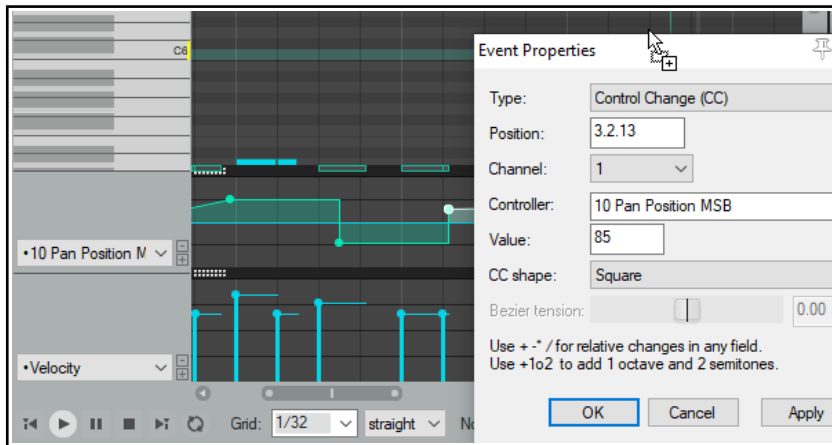 C6
Event Properties
Type: Control Change (CC)
Position: 3.2.13
Channel: 1
Controller: 10 Pan Position MSB
Value: 85
CC shape: Square
Bezier tension: 0.00
Use + -* / for relative changes in any field.
Use +1o2 to add 1 octave and 2 semitones.
OK Cancel Apply
•10 Pan Position M
•Velocity
Grid: 1/32 straight No